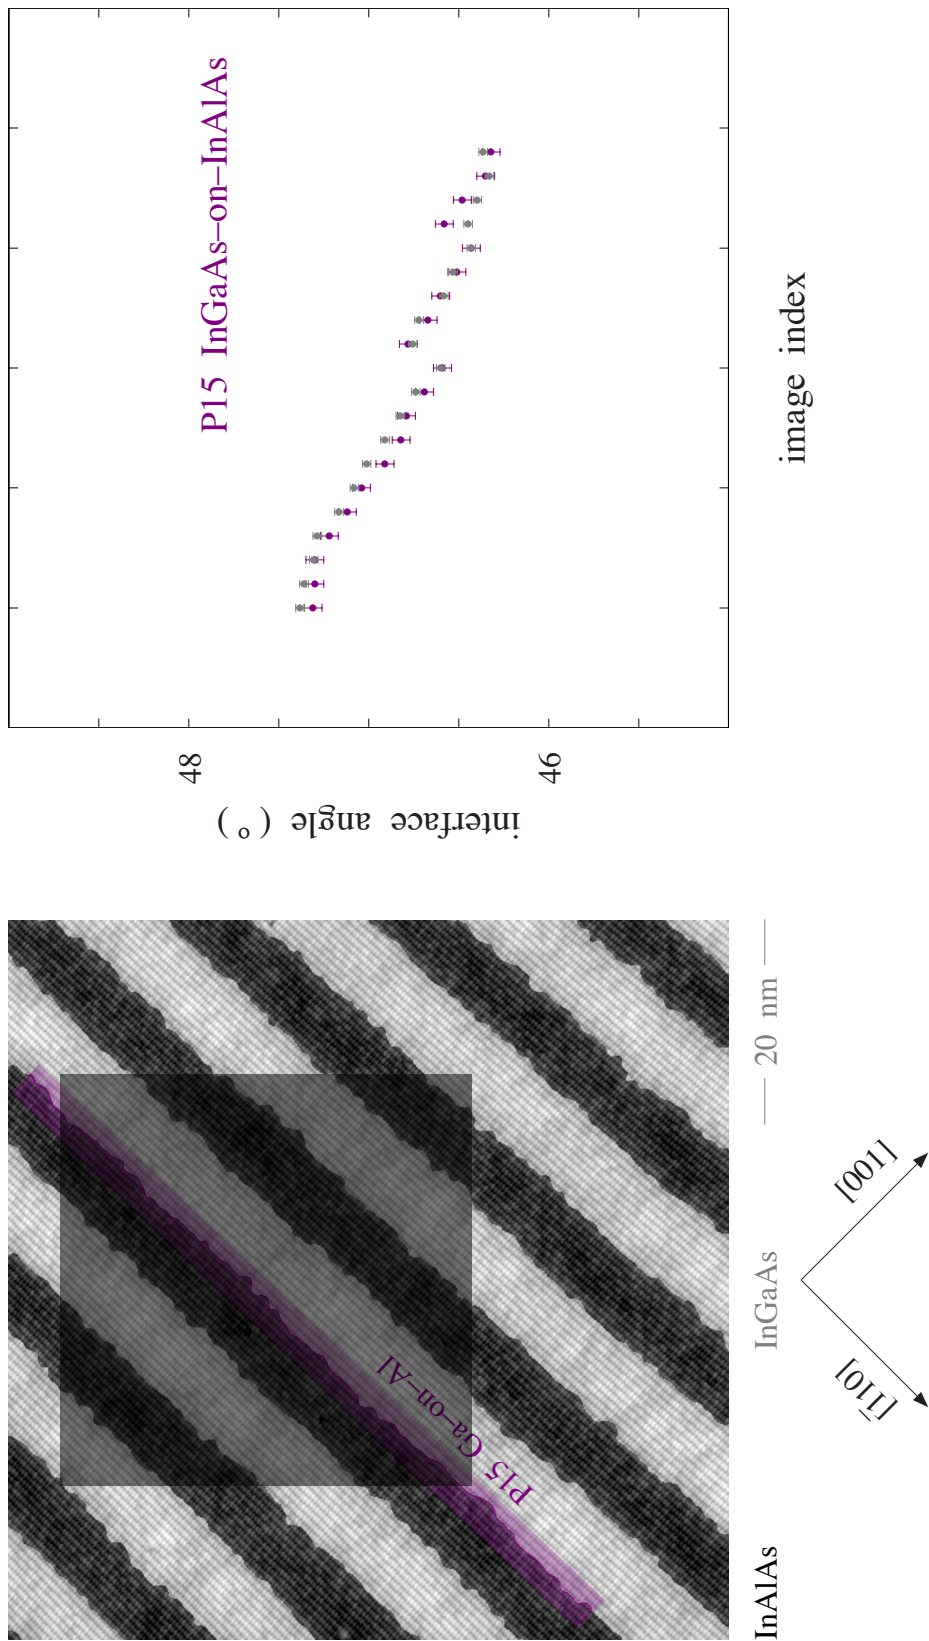 P15 InGaAs–on–InAlAs
48
46
interface angle (°)
image index
P15 Ga–on–Al
InAlAs
InGaAs
20 nm
[1̄10]
[001]